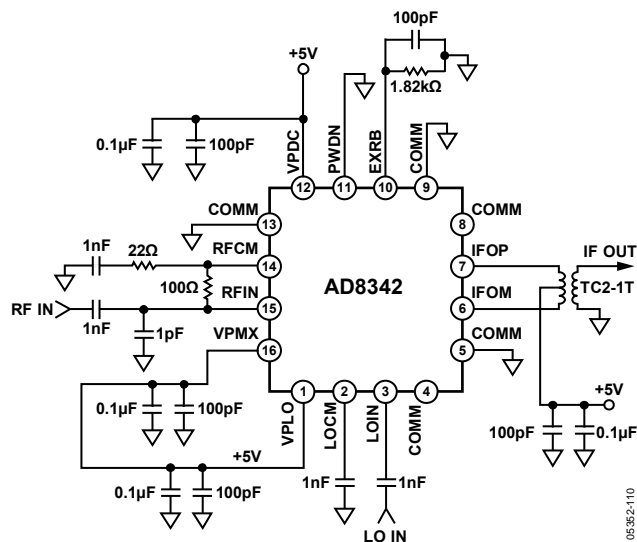 100pF
+5V
1.82kΩ
0.1µF
100pF
VPDC
PWDN
EXRB
COMM
12
11
10
9
COMM
13
8
COMM
1nF
22Ω
RFCM
14
7
IFOP
IF OUT
100Ω
AD8342
TC2-1T
RF IN
1nF
RFIN
15
6
IFOM
1pF
VPMX
16
5
COMM
0.1µF
100pF
1
2
3
4
VPLO
LOCM
LOIN
COMM
+5V
100pF
0.1µF
+5V
0.1µF
100pF
1nF
1nF
LO IN
05352-110